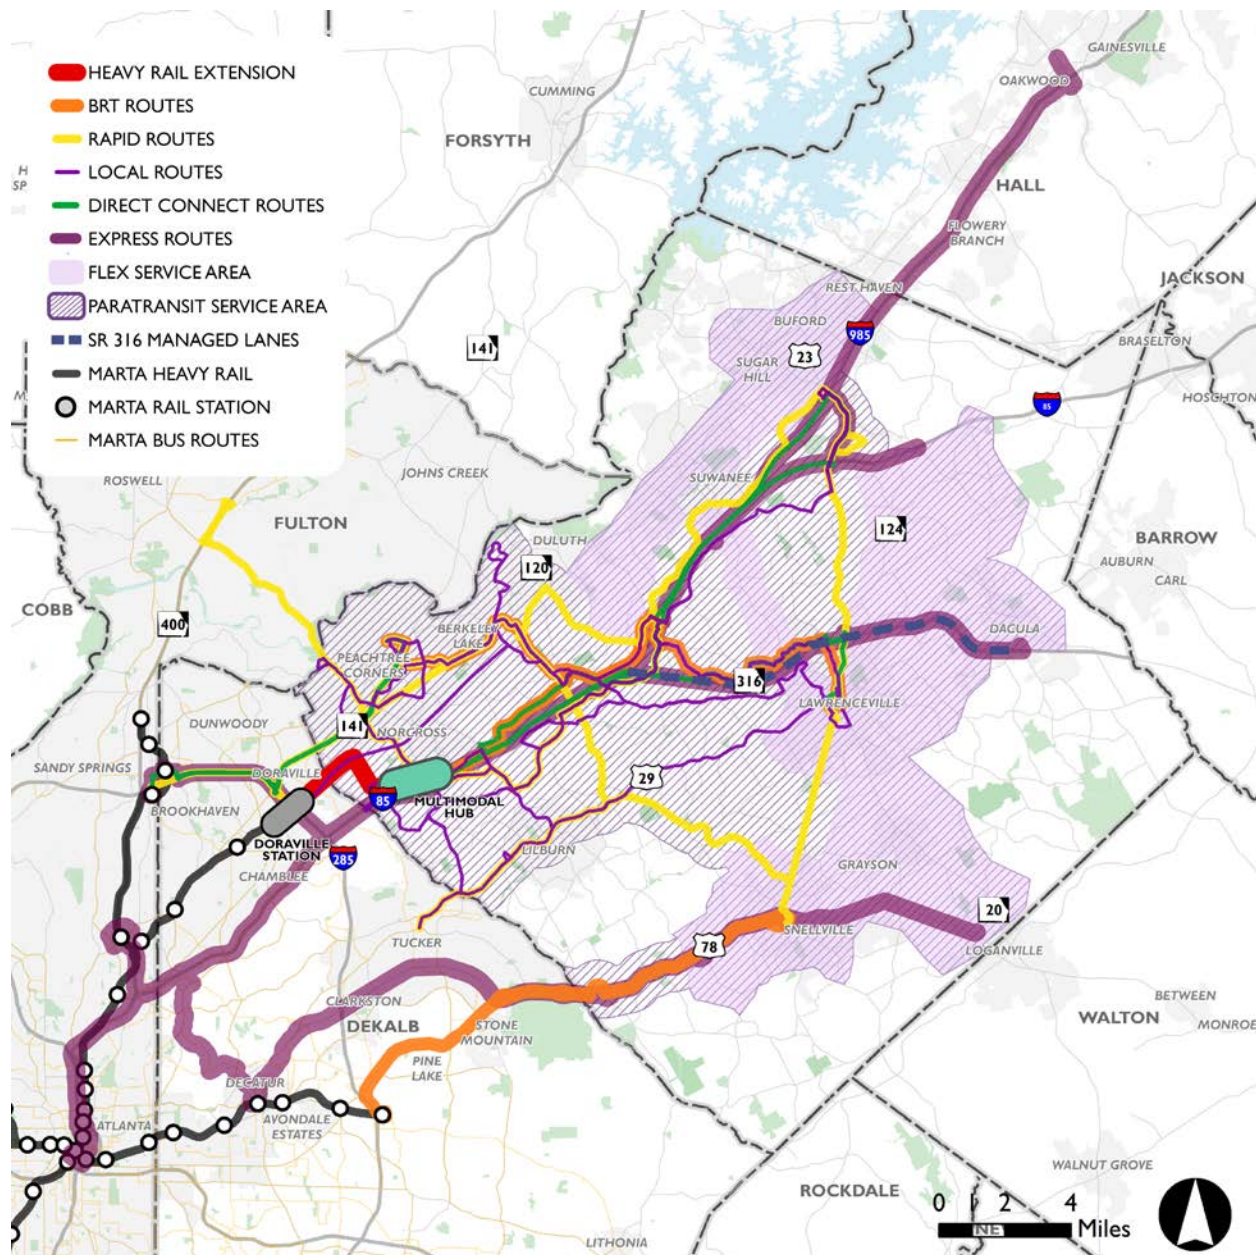 HEAVY RAIL EXTENSION
BRT ROUTES
RAPID ROUTES
LOCAL ROUTES
DIRECT CONNECT ROUTES
EXPRESS ROUTES
FLEX SERVICE AREA
PARATRANSIT SERVICE AREA
SR 316 MANAGED LANES
MARTA HEAVY RAIL
MARTA RAIL STATION
MARTA BUS ROUTES
GAINESVILLE
OAKWOOD
CUMMING
FORSYTH
HALL
FLOWERY
BRANCH
JACKSON
REST HAVEN
BUFORD
985
BRASELTON
141
23
SUGAR
HILL
HOSCHTON
85
JOHNS CREEK
ROSWELL
SUWANEE
FULTON
124
BARROW
DULUTH
AUBURN
CARL
120
COBB
400
BERKELEY
LAKE
DACULA
PEACHTREE
CORNERS
316
LAWRENCEVILLE
DUNWOODY
141
NORCROSS
SANDY SPRINGS
DORAVILLE
29
85
MULTIMODAL
HUB
BROOKHAVEN
DORAVILLE
STATION
285
LILBURN
CHAMBLEE
GRAYSON
20
SNELLVILLE
TUCKER
78
LOGANVILLE
CLARKSTON
DEKALB
STONE
MOUNTAIN
BETWEEN
WALTON
MONROE
PINE
LAKE
DECATUR
ATLANTA
AVONDALE
ESTATES
WALNUT GROVE
ROCKDALE
0 1 2 4
NE
Miles
LITHONIA